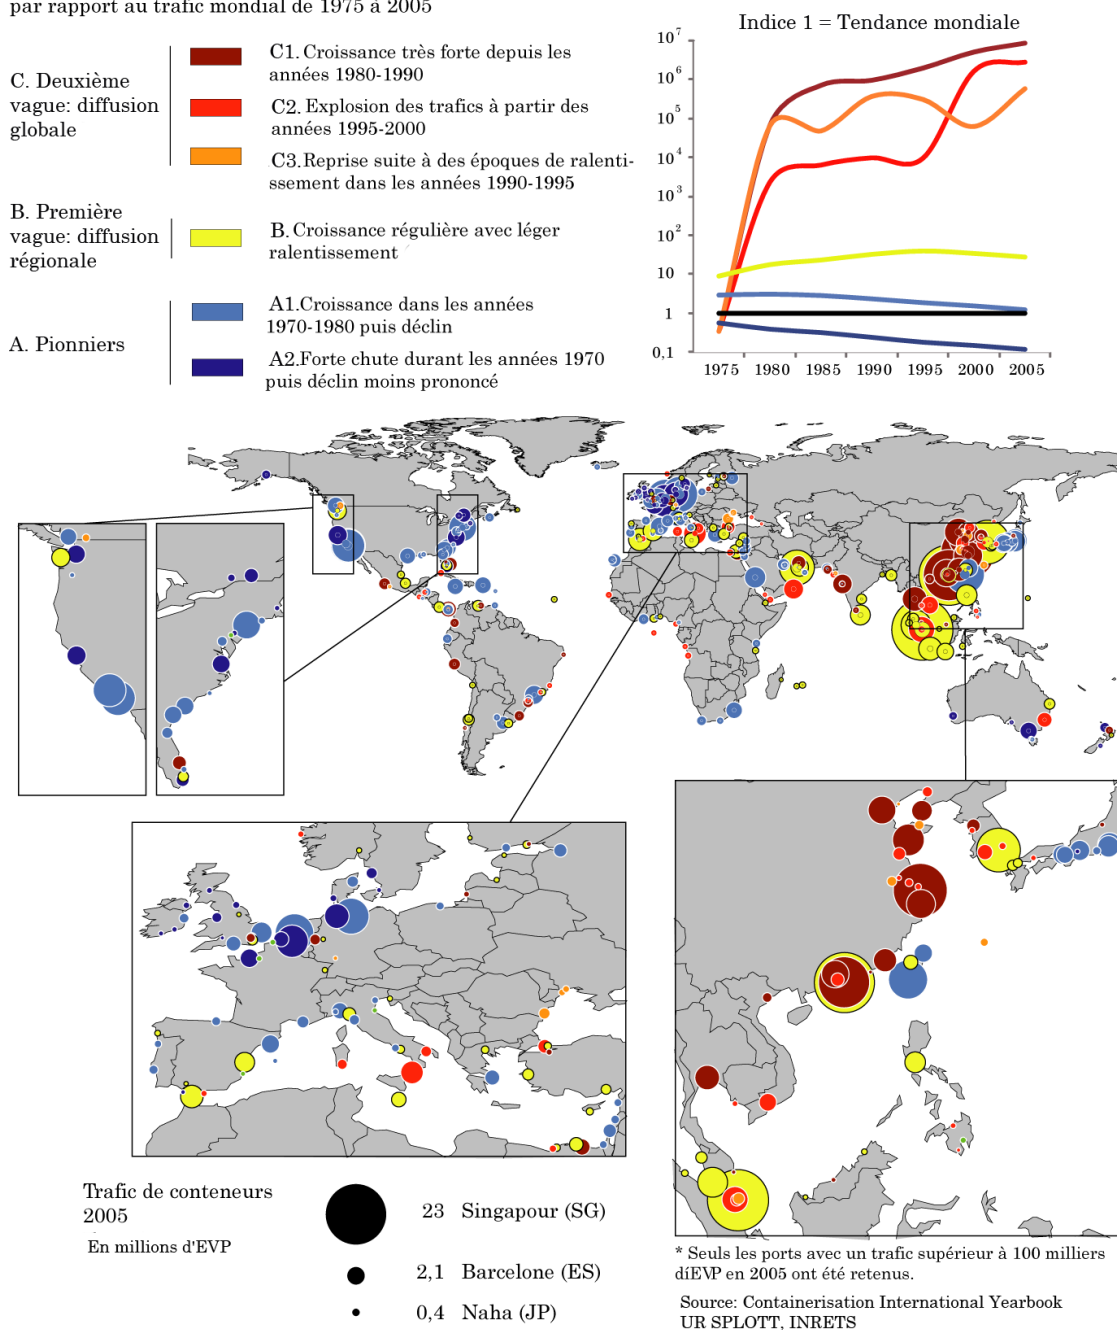 par rapport au trafic mondial de 1975 à 2005
C. Deuxième
vague: diffusion
globale
C1. Croissance très forte depuis les
années 1980-1990
C2. Explosion des trafics à partir des
années 1995-2000
C3.Reprise suite à des époques de ralenti-
ssement dans les années 1990-1995
B. Première
vague: diffusion
régionale
B. Croissance régulière avec léger
ralentissement
A. Pionniers
A1.Croissance dans les années
1970-1980 puis déclin
A2.Forte chute durant les années 1970
puis déclin moins prononcé
Indice 1 = Tendance mondiale
10⁷
10⁶
10⁵
10⁴
10³
10²
10
1
0,1
1975 1980 1985 1990 1995 2000 2005
Trafic de conteneurs
2005
En millions d'EVP
23 Singapour (SG)
2,1 Barcelone (ES)
0,4 Naha (JP)
* Seuls les ports avec un trafic supérieur à 100 milliers
díEVP en 2005 ont été retenus.
Source: Containerisation International Yearbook
UR SPLOTT, INRETS